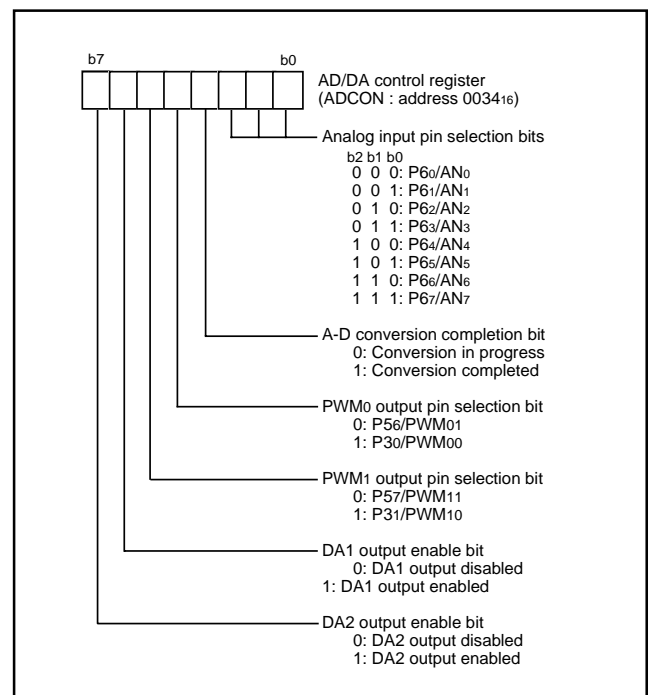 b7 b0
AD/DA control register
(ADCON : address 003416)
Analog input pin selection bits
b2 b1 b0
0 0 0: P60/AN0
0 0 1: P61/AN1
0 1 0: P62/AN2
0 1 1: P63/AN3
1 0 0: P64/AN4
1 0 1: P65/AN5
1 1 0: P66/AN6
1 1 1: P67/AN7
A-D conversion completion bit
0: Conversion in progress
1: Conversion completed
PWM0 output pin selection bit
0: P56/PWM01
1: P30/PWM00
PWM1 output pin selection bit
0: P57/PWM11
1: P31/PWM10
DA1 output enable bit
0: DA1 output disabled
1: DA1 output enabled
DA2 output enable bit
0: DA2 output disabled
1: DA2 output enabled